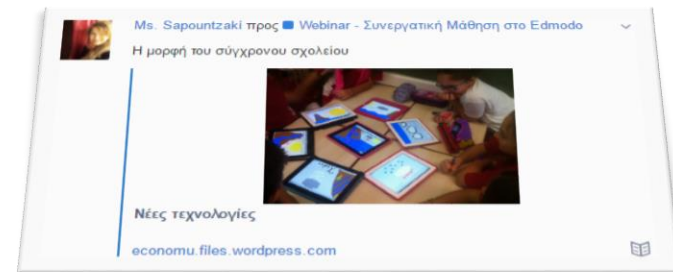 Ms. Sapountzaki προς Webinar - Συνεργατική Μάθηση στο Edmodo
Η μορφή του σύγχρονου σχολείου
Νέες τεχνολογίες
economu.files.wordpress.com